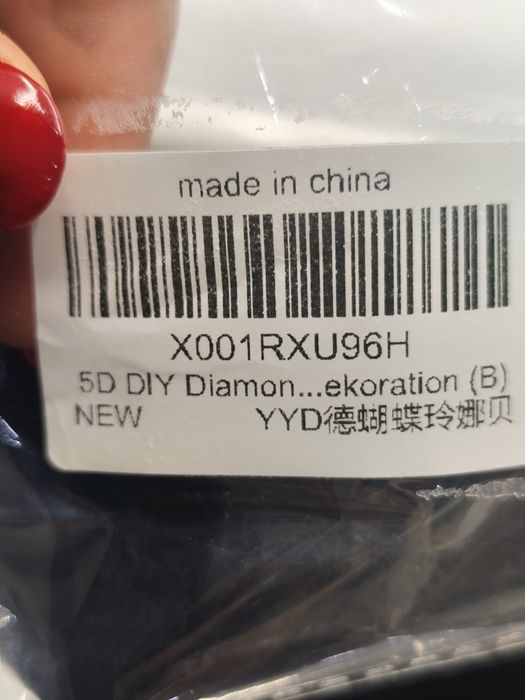 made in china
X001RXU96H
5D DIY Diamon...ekoration (B)
NEW YYD德蝴蝶玲娜贝